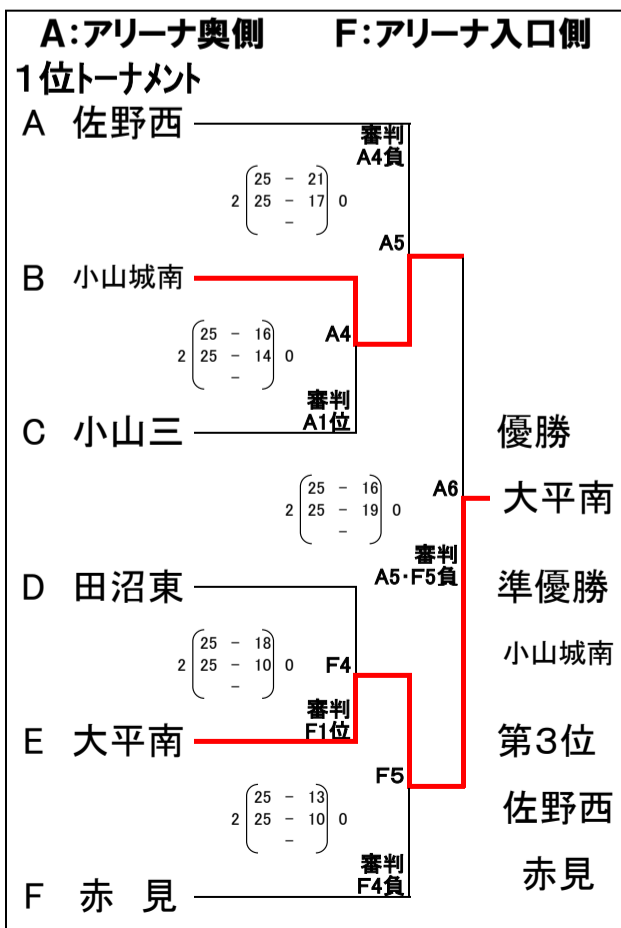 A:アリーナ奥側 F:アリーナ入口側
1位トーナメント
A 佐野西
審判
A4負
25 - 21
2 25 - 17 0
-
A5
B 小山城南
25 - 16
2 25 - 14 0
-
A4
審判
A1位
C 小山三
優勝
25 - 16
2 25 - 19 0
-
A6
大平南
審判
A5・F5負
D 田沼東
準優勝
25 - 18
2 25 - 10 0
-
F4
小山城南
審判
F1位
E 大平南
第3位
F5
25 - 13
2 25 - 10 0
-
佐野西
審判
F4負
赤見
F 赤 見